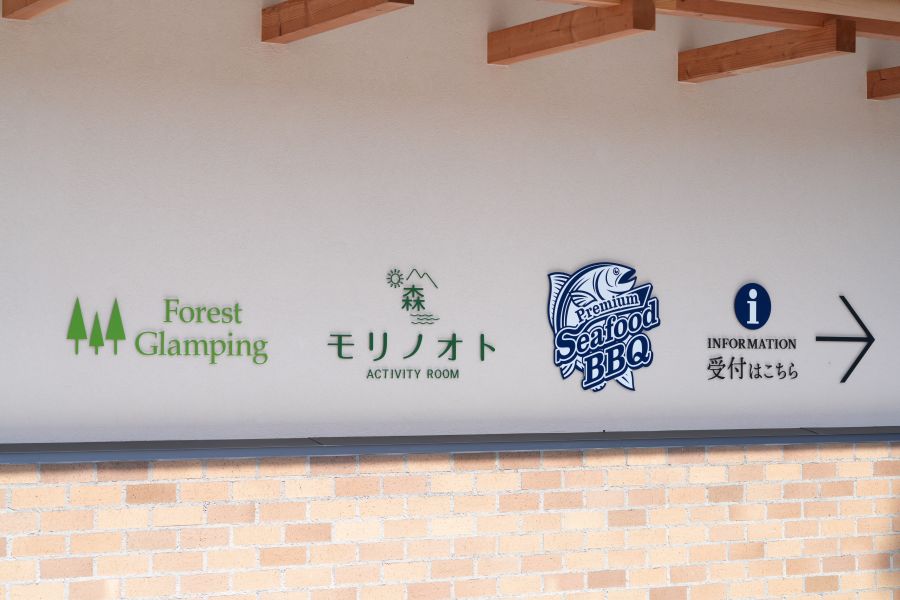 Forest
Glamping
森
モリノオト
ACTIVITY ROOM
Premium
Seafood
BBQ
i
INFORMATION
受付はこちら